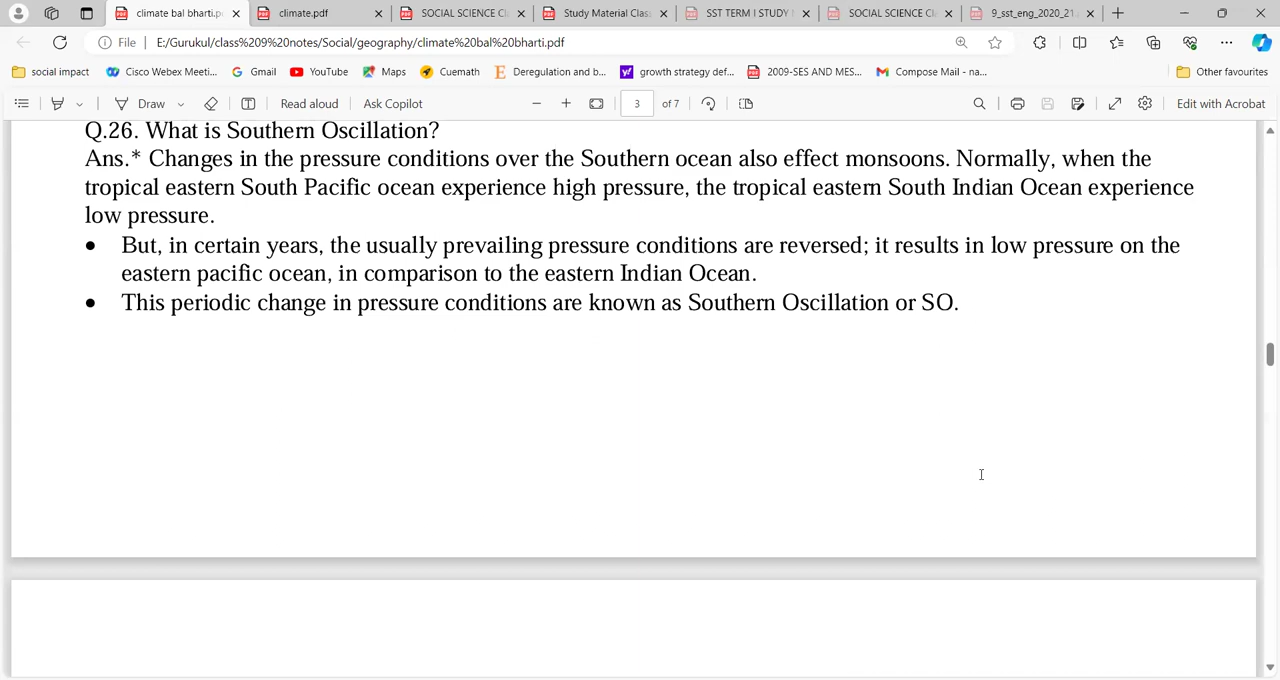 climate bal bharti.p
climate.pdf
SOCIAL SCIENCE Cl
Study Material Class
SST TERM I STUDY
SOCIAL SCIENCE Cl
9_sst_eng_2020_21
File
E:/Gurukul/class%209%20notes/Social/geography/climate%20bal%20bharti.pdf
social impact
Cisco Webex Meeti...
Gmail
YouTube
Maps
Cuemath
Deregulation and b...
growth strategy def...
2009-SES AND MES...
Compose Mail - na...
Other favourites
Draw
Read aloud
Ask Copilot
3
of 7
Edit with Acrobat
Q.26. What is Southern Oscillation?
Ans.* Changes in the pressure conditions over the Southern ocean also effect monsoons. Normally, when the
tropical eastern South Pacific ocean experience high pressure, the tropical eastern South Indian Ocean experience
low pressure.
• But, in certain years, the usually prevailing pressure conditions are reversed; it results in low pressure on the
eastern pacific ocean, in comparison to the eastern Indian Ocean.
• This periodic change in pressure conditions are known as Southern Oscillation or SO.